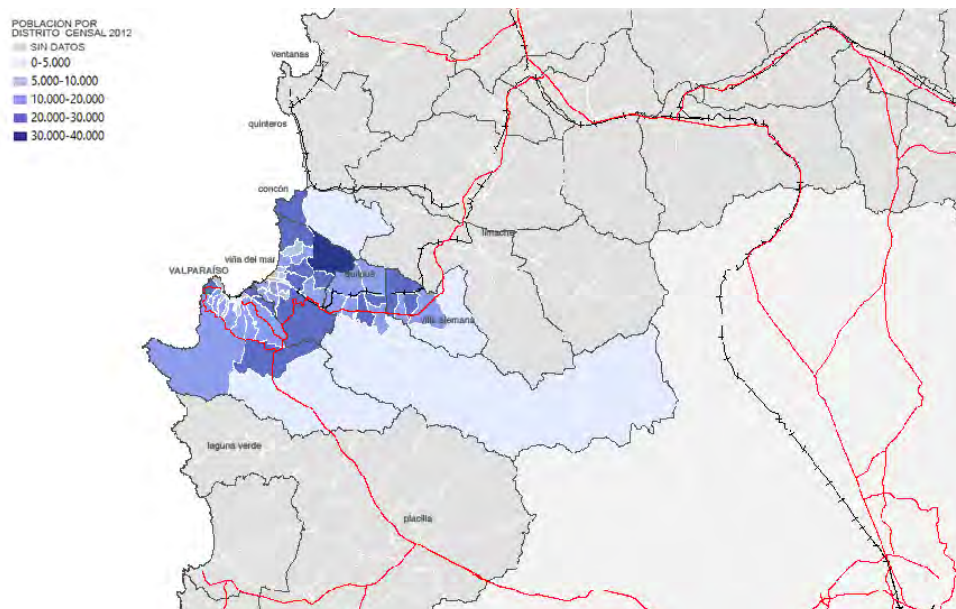 POBLACION POR
DISTRITO CENSAL 2012
SIN DATOS
0-5.000
5.000-10.000
10.000-20.000
20.000-30.000
30.000-40.000
ventanas
quinteros
concón
limache
viña del mar
quilpué
VALPARAÍSO
villa alemana
laguna verde
placilla